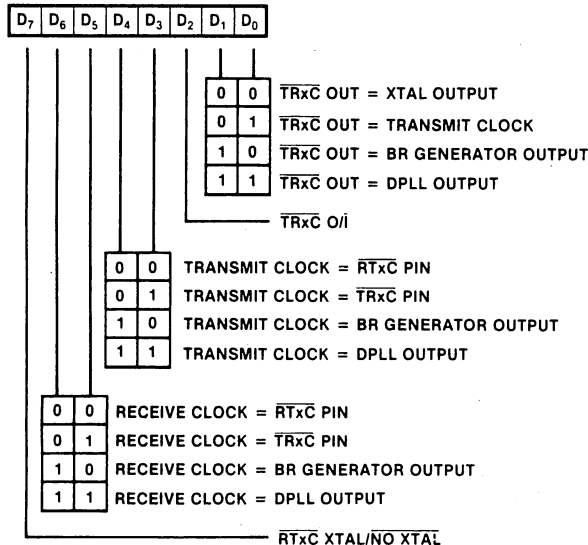 D7 D6 D5 D4 D3 D2 D1 D0
0 0 TRxC OUT = XTAL OUTPUT
0 1 TRxC OUT = TRANSMIT CLOCK
1 0 TRxC OUT = BR GENERATOR OUTPUT
1 1 TRxC OUT = DPLL OUTPUT
TRxC O/I
0 0 TRANSMIT CLOCK = RTxC PIN
0 1 TRANSMIT CLOCK = TRxC PIN
1 0 TRANSMIT CLOCK = BR GENERATOR OUTPUT
1 1 TRANSMIT CLOCK = DPLL OUTPUT
0 0 RECEIVE CLOCK = RTxC PIN
0 1 RECEIVE CLOCK = TRxC PIN
1 0 RECEIVE CLOCK = BR GENERATOR OUTPUT
1 1 RECEIVE CLOCK = DPLL OUTPUT
RTxC XTAL/NO XTAL